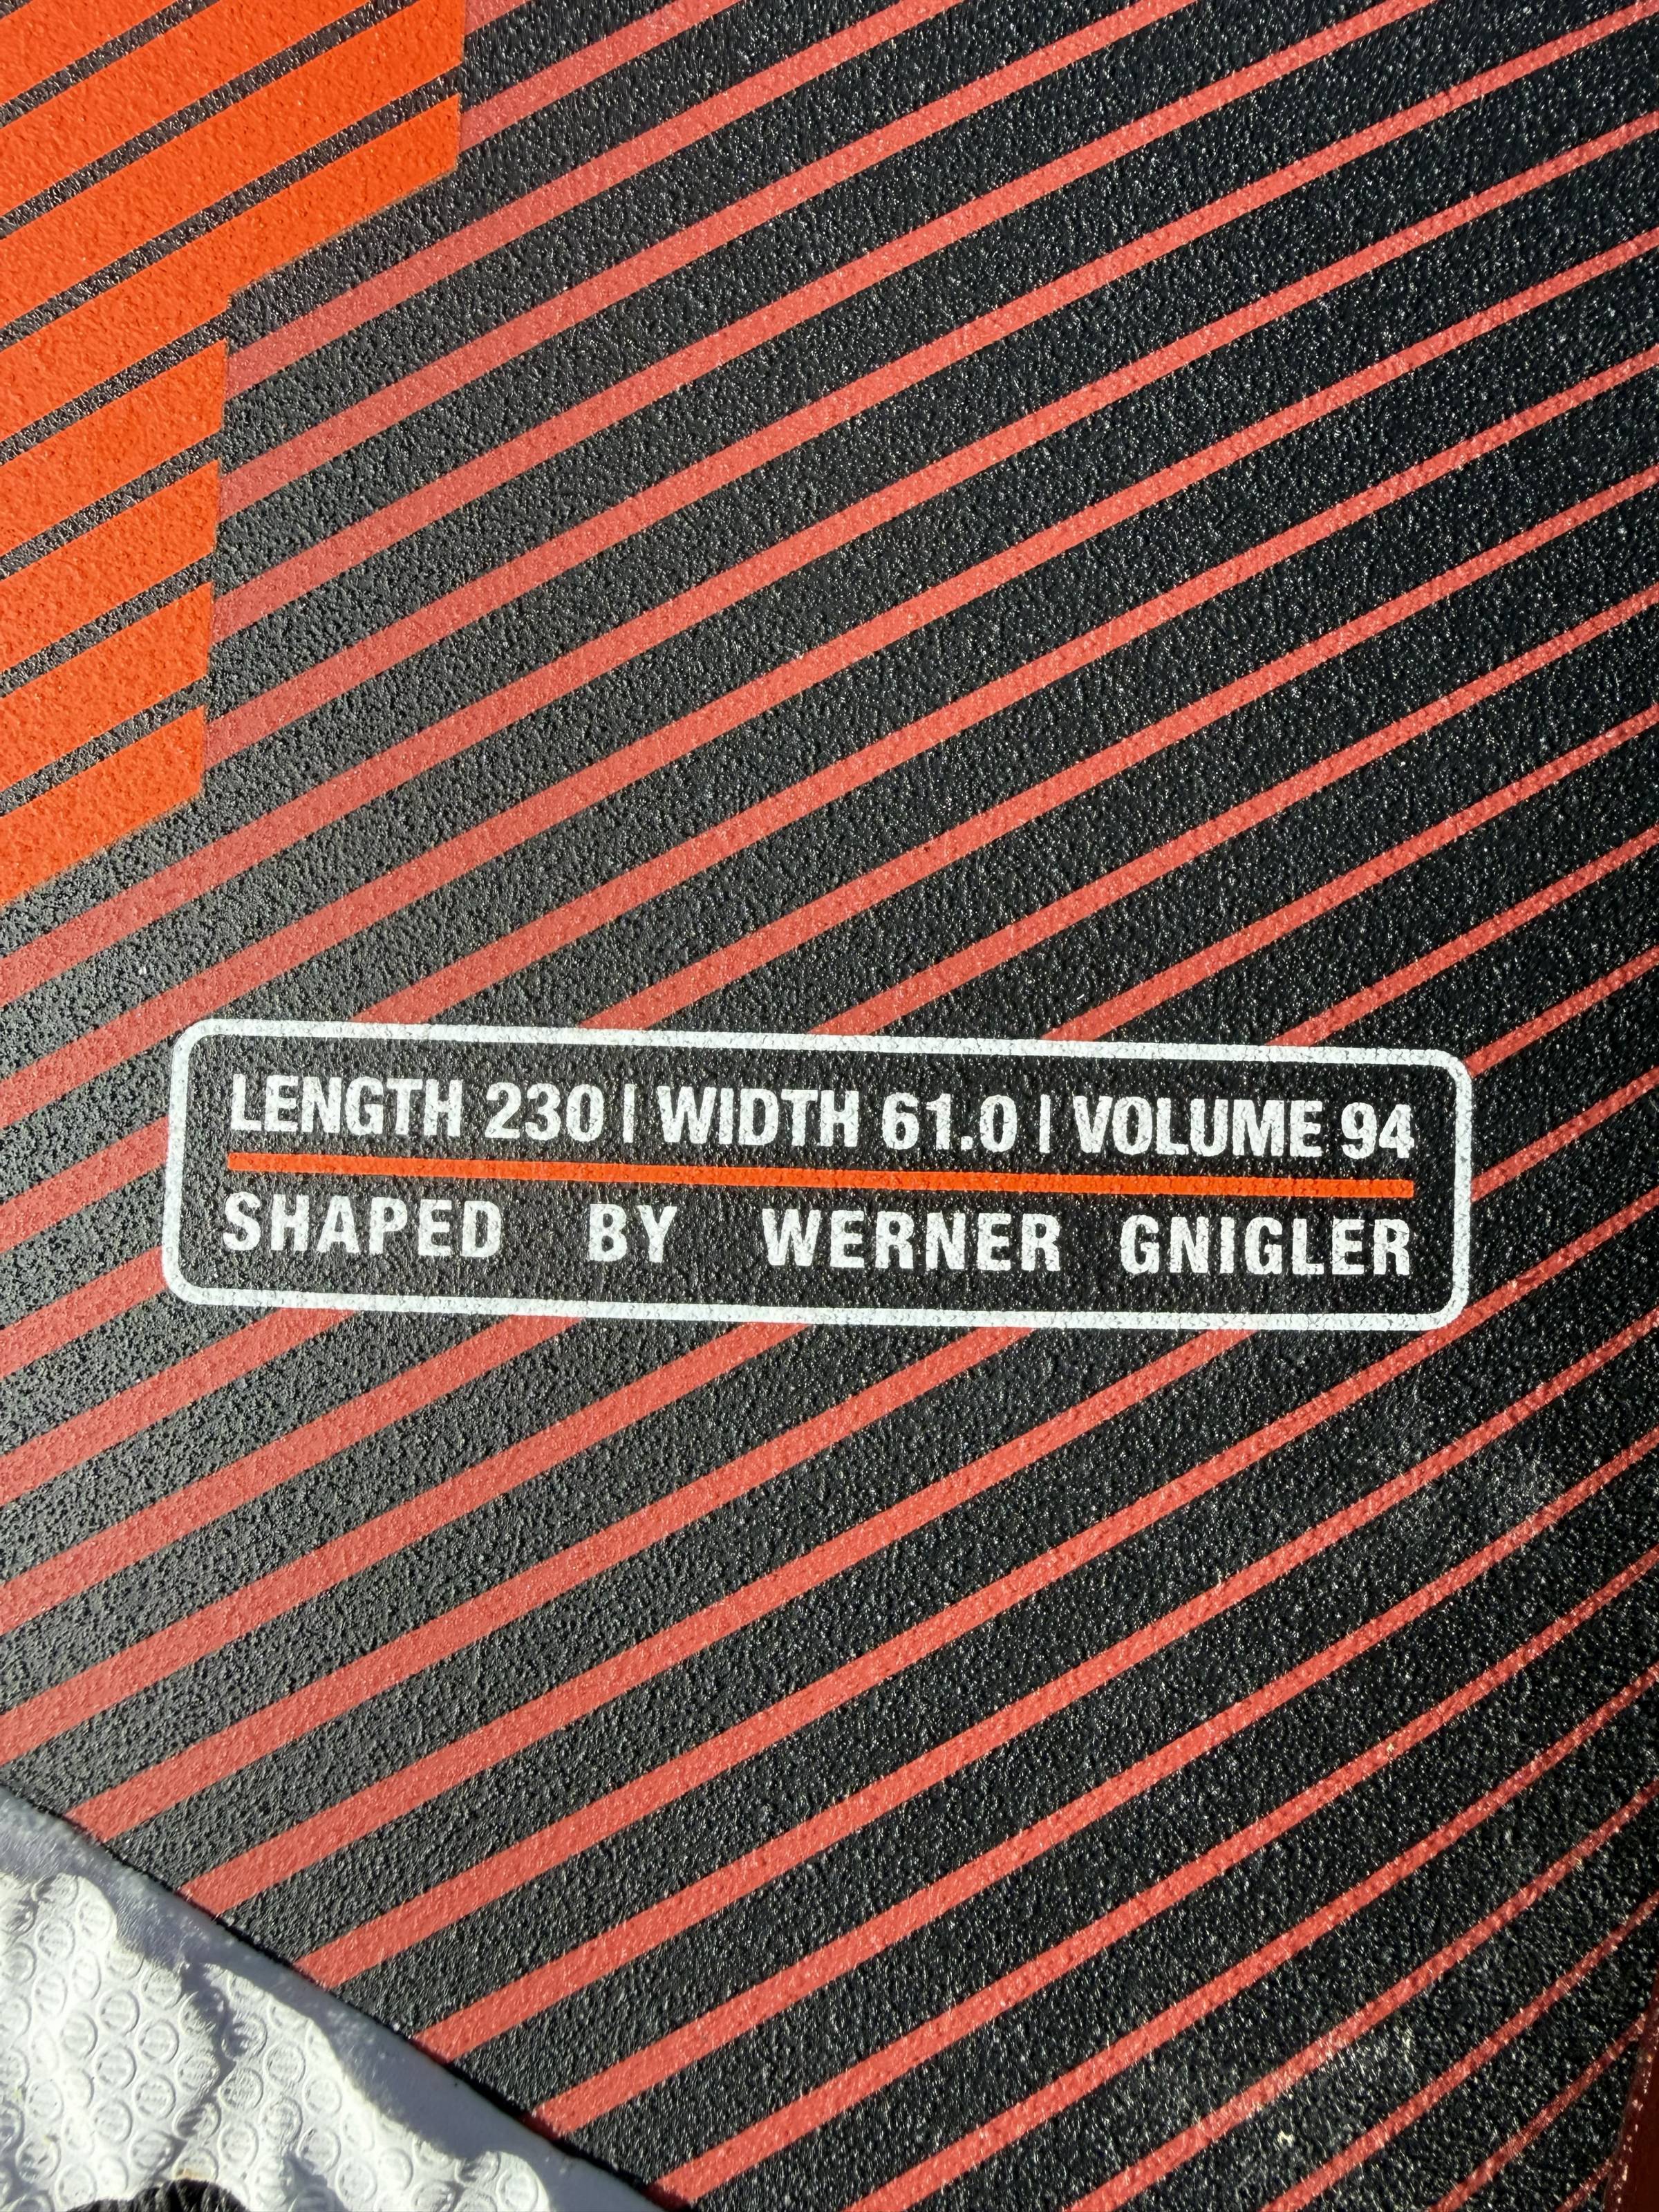 LENGTH 230 | WIDTH 61.0 | VOLUME 94
SHAPED BY WERNER GNIGLER